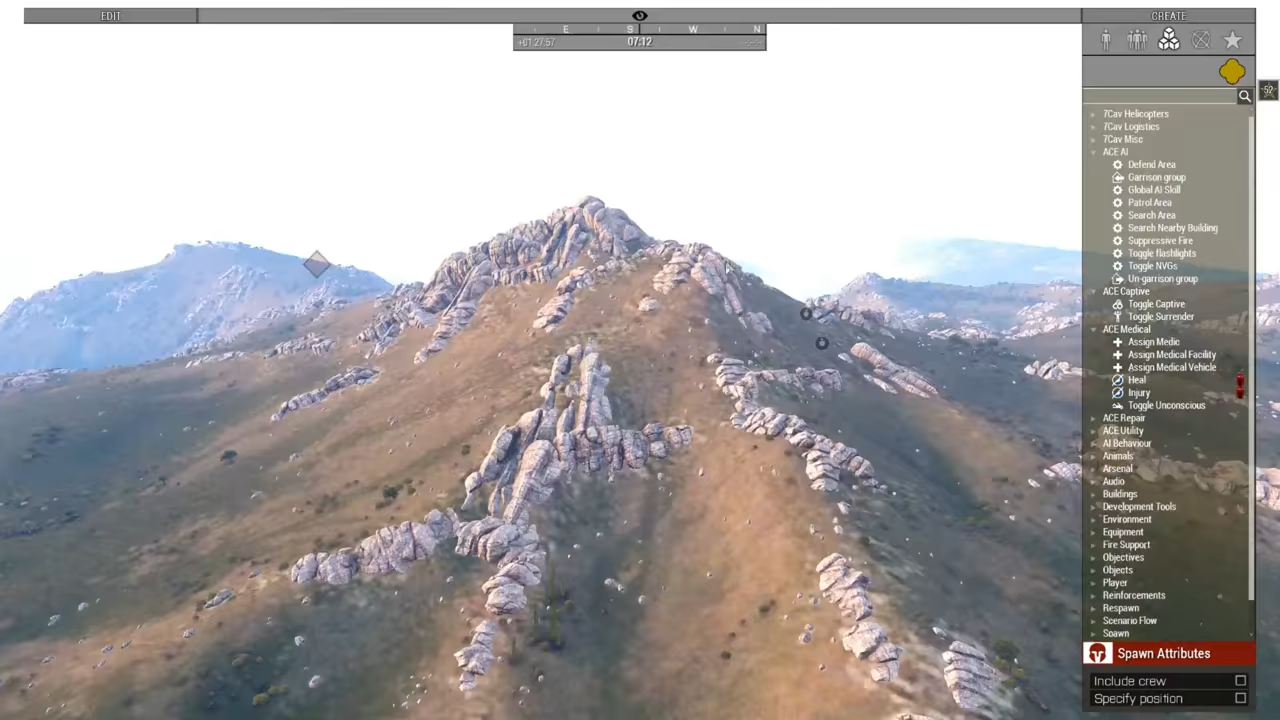 EDIT
CREATE
E S W N
+01:27:57 07:12
52
7Cav Helicopters
7Cav Logistics
7Cav Misc
ACE AI
Defend Area
Garrison group
Global AI Skill
Patrol Area
Search Area
Search Nearby Building
Suppressive Fire
Toggle flashlights
Toggle NVGs
Un-garrison group
ACE Captive
Toggle Captive
Toggle Surrender
ACE Medical
Assign Medic
Assign Medical Facility
Assign Medical Vehicle
Heal
Injury
Toggle Unconscious
ACE Repair
ACE Utility
AI Behaviour
Animals
Arsenal
Audio
Buildings
Development Tools
Environment
Equipment
Fire Support
Objectives
Objects
Player
Reinforcements
Respawn
Scenario Flow
Spawn
Spawn Attributes
Include crew
Specify position